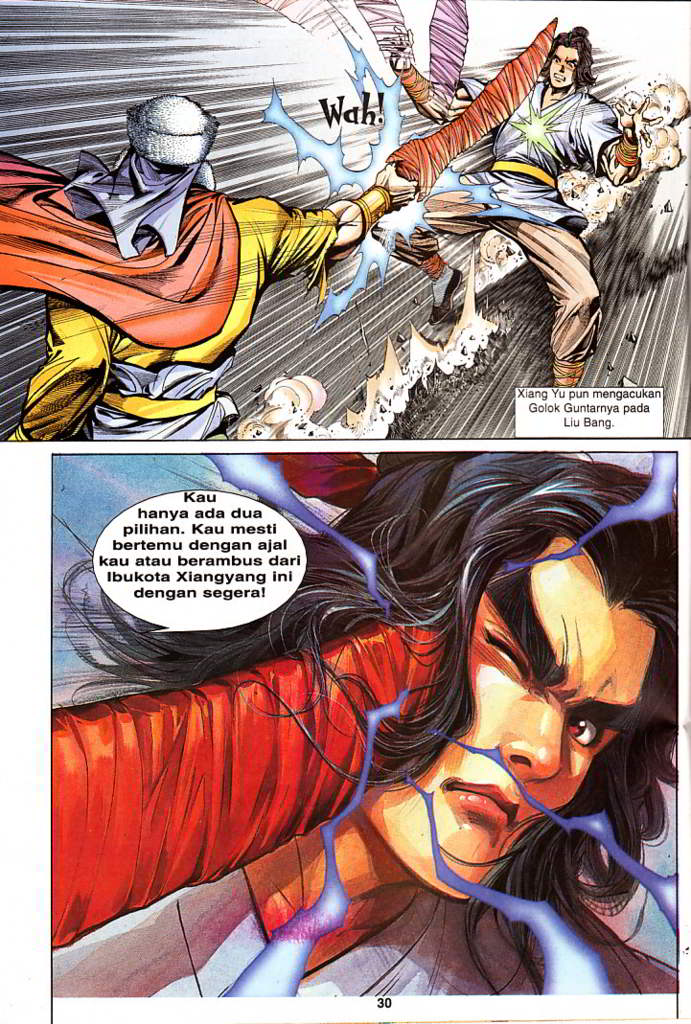 Wah!
Xiang Yu pun mengacukan
Golok Guntarnya pada
Liu Bang.
Kau
hanya ada dua
pilihan. Kau mesti
bertemu dengan ajal
kau atau berambus dari
Ibukota Xiangyang ini
dengan segera!
30